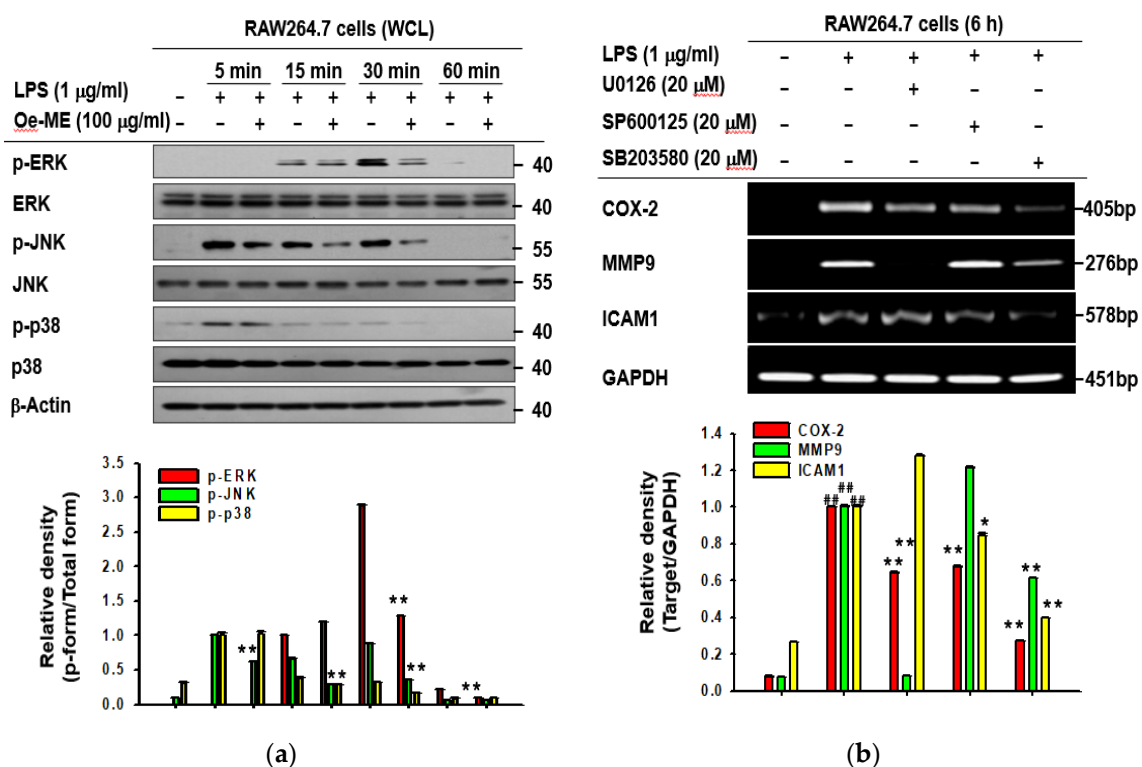 RAW264.7 cells (WCL)
5 min 15 min 30 min 60 min
LPS (1 μg/ml) – + + + + + + + +
Oe-ME (100 μg/ml) – – + – + – + – +
p-ERK 40
ERK 40
p-JNK 55
JNK 55
p-p38 40
p38 40
β-Actin 40
Relative density
(p-form/Total form)
3.5
3.0
2.5
2.0
1.5
1.0
0.5
0.0
p-ERK
p-JNK
p-p38
** ** ** ** **
(a)
RAW264.7 cells (6 h)
LPS (1 μg/ml) – + + + +
U0126 (20 μM) – – + – –
SP600125 (20 μM) – – – + –
SB203580 (20 μM) – – – – +
COX-2 405bp
MMP9 276bp
ICAM1 578bp
GAPDH 451bp
Relative density
(Target/GAPDH)
1.4
1.2
1.0
0.8
0.6
0.4
0.2
0.0
COX-2
MMP9
ICAM1
## ## ##
** ** ** * ** ** **
(b)